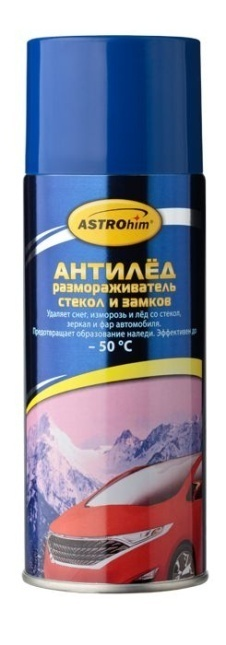 ASTROhim®
АНТИЛЁД
размораживатель
стекол и замков
Удаляет снег, изморозь и лёд со стекол,
зеркал и фар автомобиля.
Предотвращает образование наледи. Эффективен до
– 50 °C